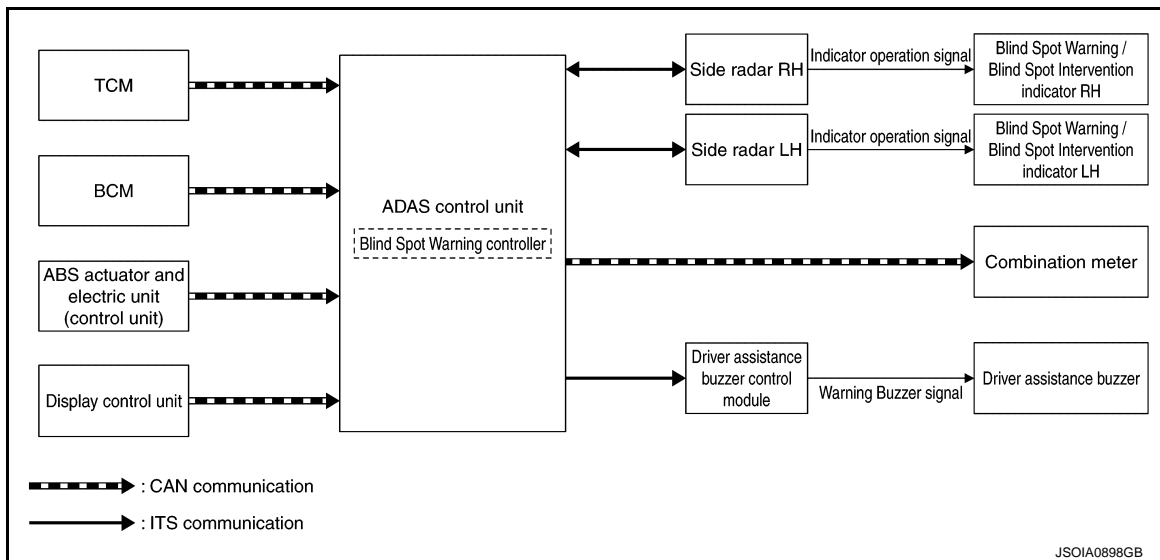 TCM
BCM
ABS actuator and
electric unit
(control unit)
Display control unit
ADAS control unit
Blind Spot Warning controller
Side radar RH
Indicator operation signal
Blind Spot Warning /
Blind Spot Intervention
indicator RH
Side radar LH
Indicator operation signal
Blind Spot Warning /
Blind Spot Intervention
indicator LH
Combination meter
Driver assistance
buzzer control
module
Warning Buzzer signal
Driver assistance buzzer
: CAN communication
: ITS communication
JSOIA0898GB